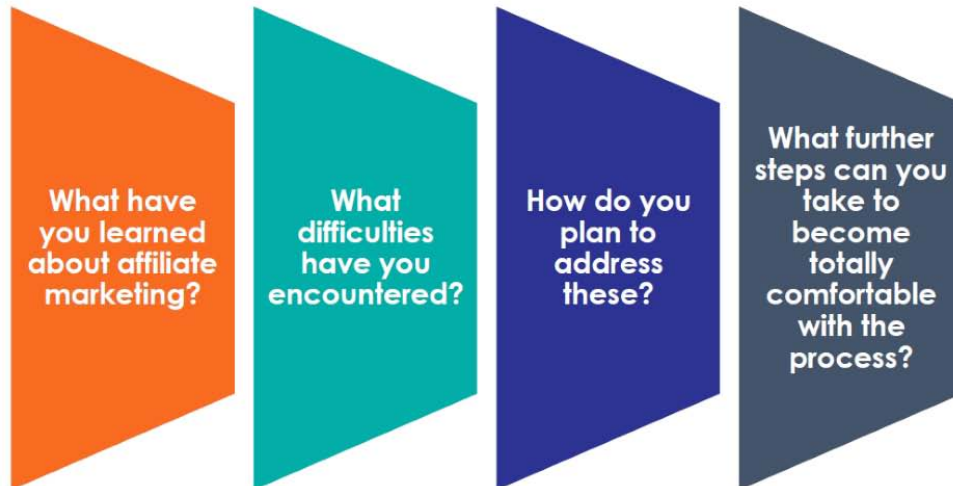 What have
you learned
about affiliate
marketing?
What
difficulties
have you
encountered?
How do you
plan to
address
these?
What further
steps can you
take to
become
totally
comfortable
with the
process?